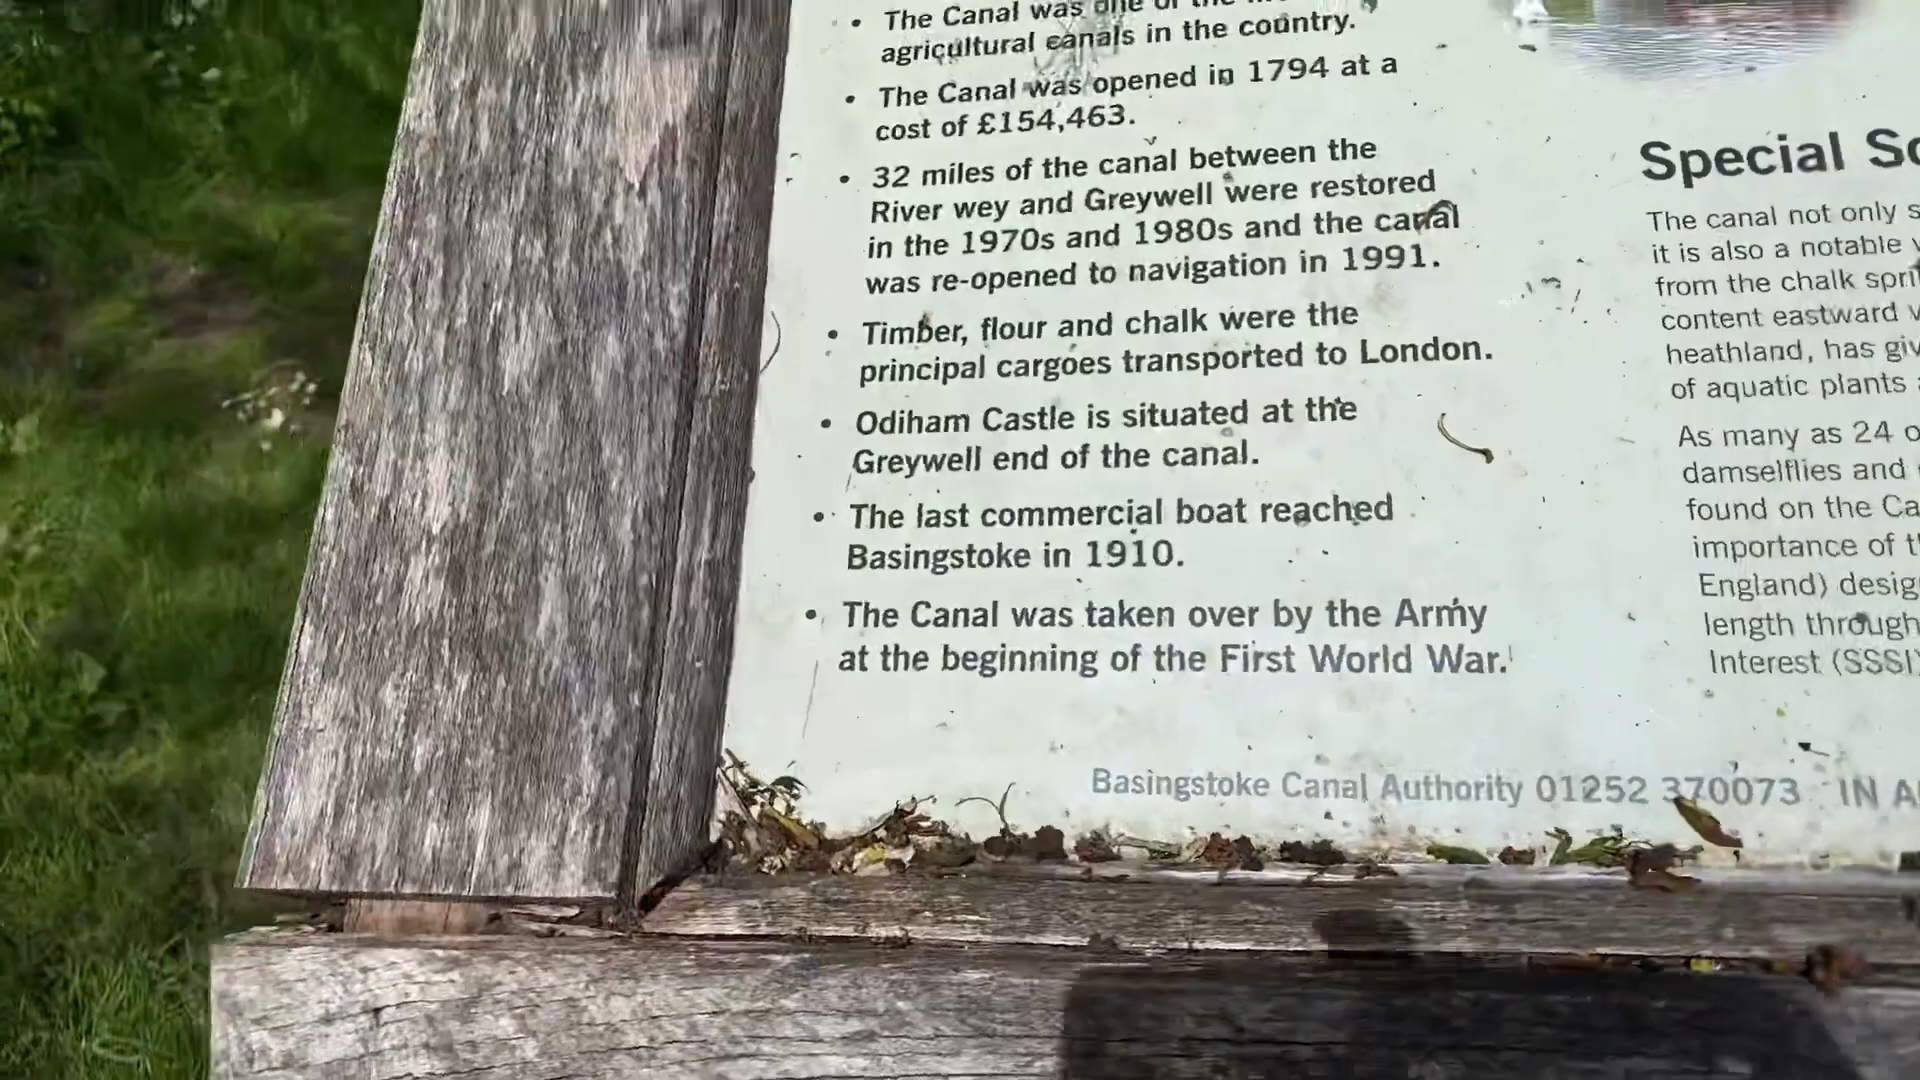 • The Canal was one of the
agricultural canals in the country.
• The Canal was opened in 1794 at a
cost of £154,463.
• 32 miles of the canal between the
River wey and Greywell were restored
in the 1970s and 1980s and the canal
was re-opened to navigation in 1991.
• Timber, flour and chalk were the
principal cargoes transported to London.
• Odiham Castle is situated at the
Greywell end of the canal.
• The last commercial boat reached
Basingstoke in 1910.
• The Canal was taken over by the Army
at the beginning of the First World War.
Special
The canal not only
it is also a notable
from the chalk
content eastward
heathland, has
of aquatic plants
As many as 24
damselflies and
found on the
importance of
England)
length through
Interest (SSSI)
Basingstoke Canal Authority 01252 370073 IN